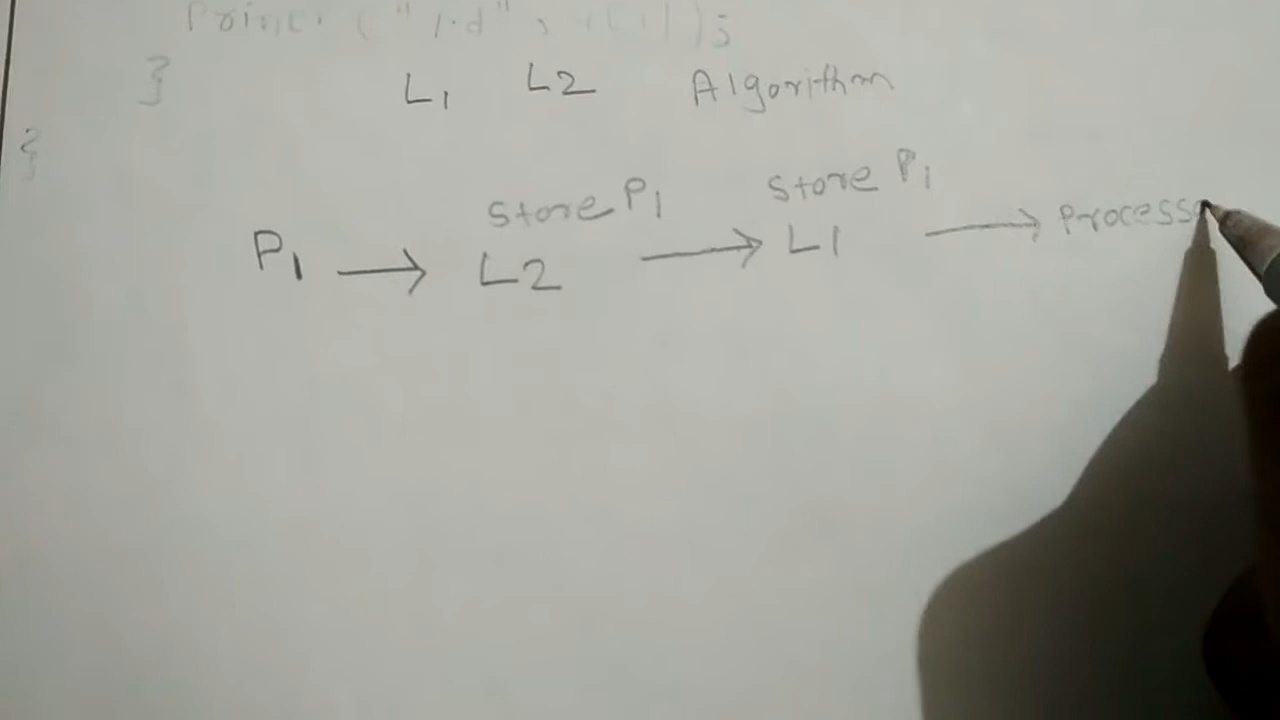 ("%d",
}
L1 L2 Algorithm
}
Store P1 Store P1
P1 → L2 → L1 → Process